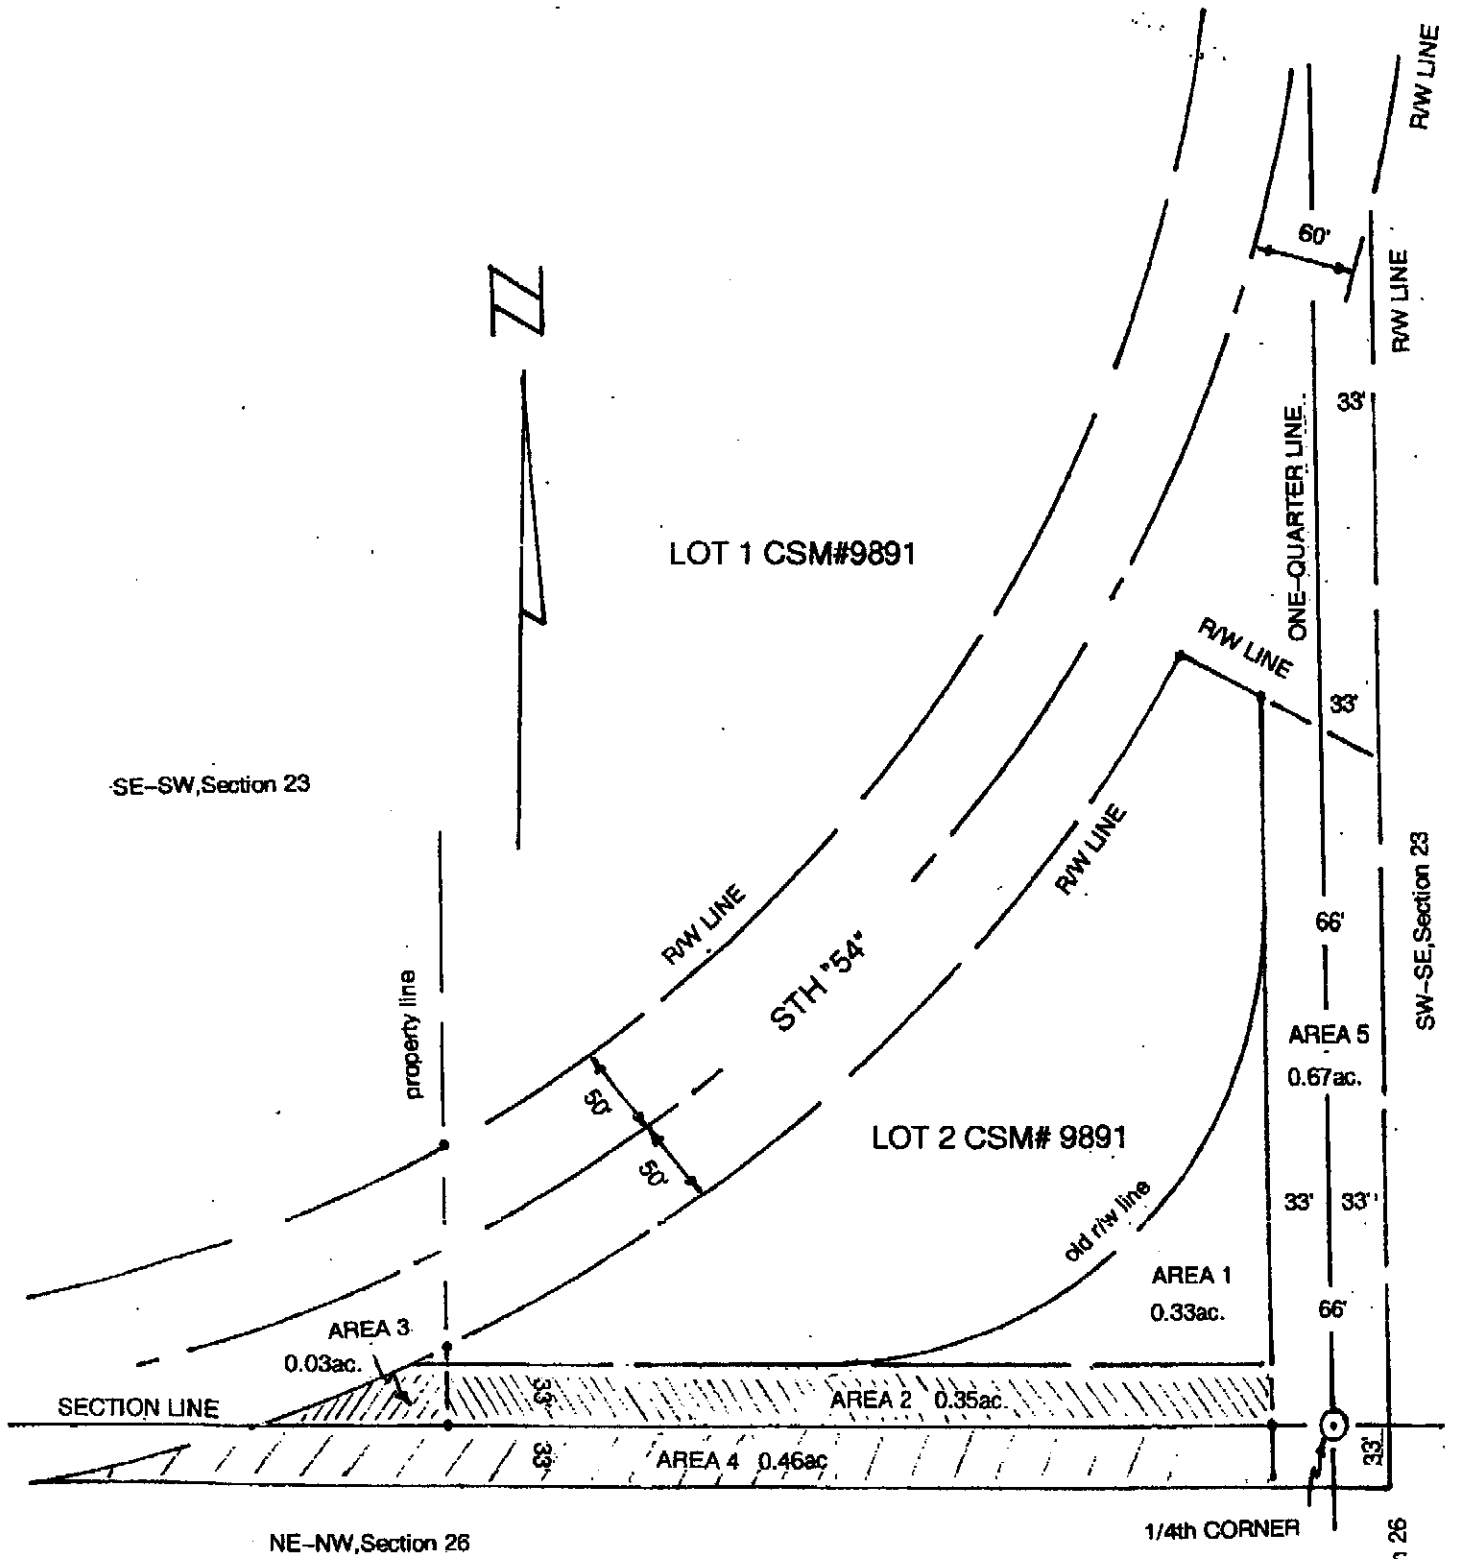 R/W LINE
60'
R/W LINE
33'
ONE-QUARTER LINE
LOT 1 CSM#9891
R/W LINE
33'
SE-SW,Section 23
R/W LINE
R/W LINE
SW-SE,Section 23
66'
STH "54"
property line
AREA 5
0.67ac.
50'
50'
LOT 2 CSM# 9891
33'
33'
old r/w line
AREA 1
0.33ac.
66'
AREA 3
0.03ac.
33'
AREA 2 0.35ac.
SECTION LINE
33'
AREA 4 0.46ac
33'
1/4th CORNER
NE-NW,Section 26
26